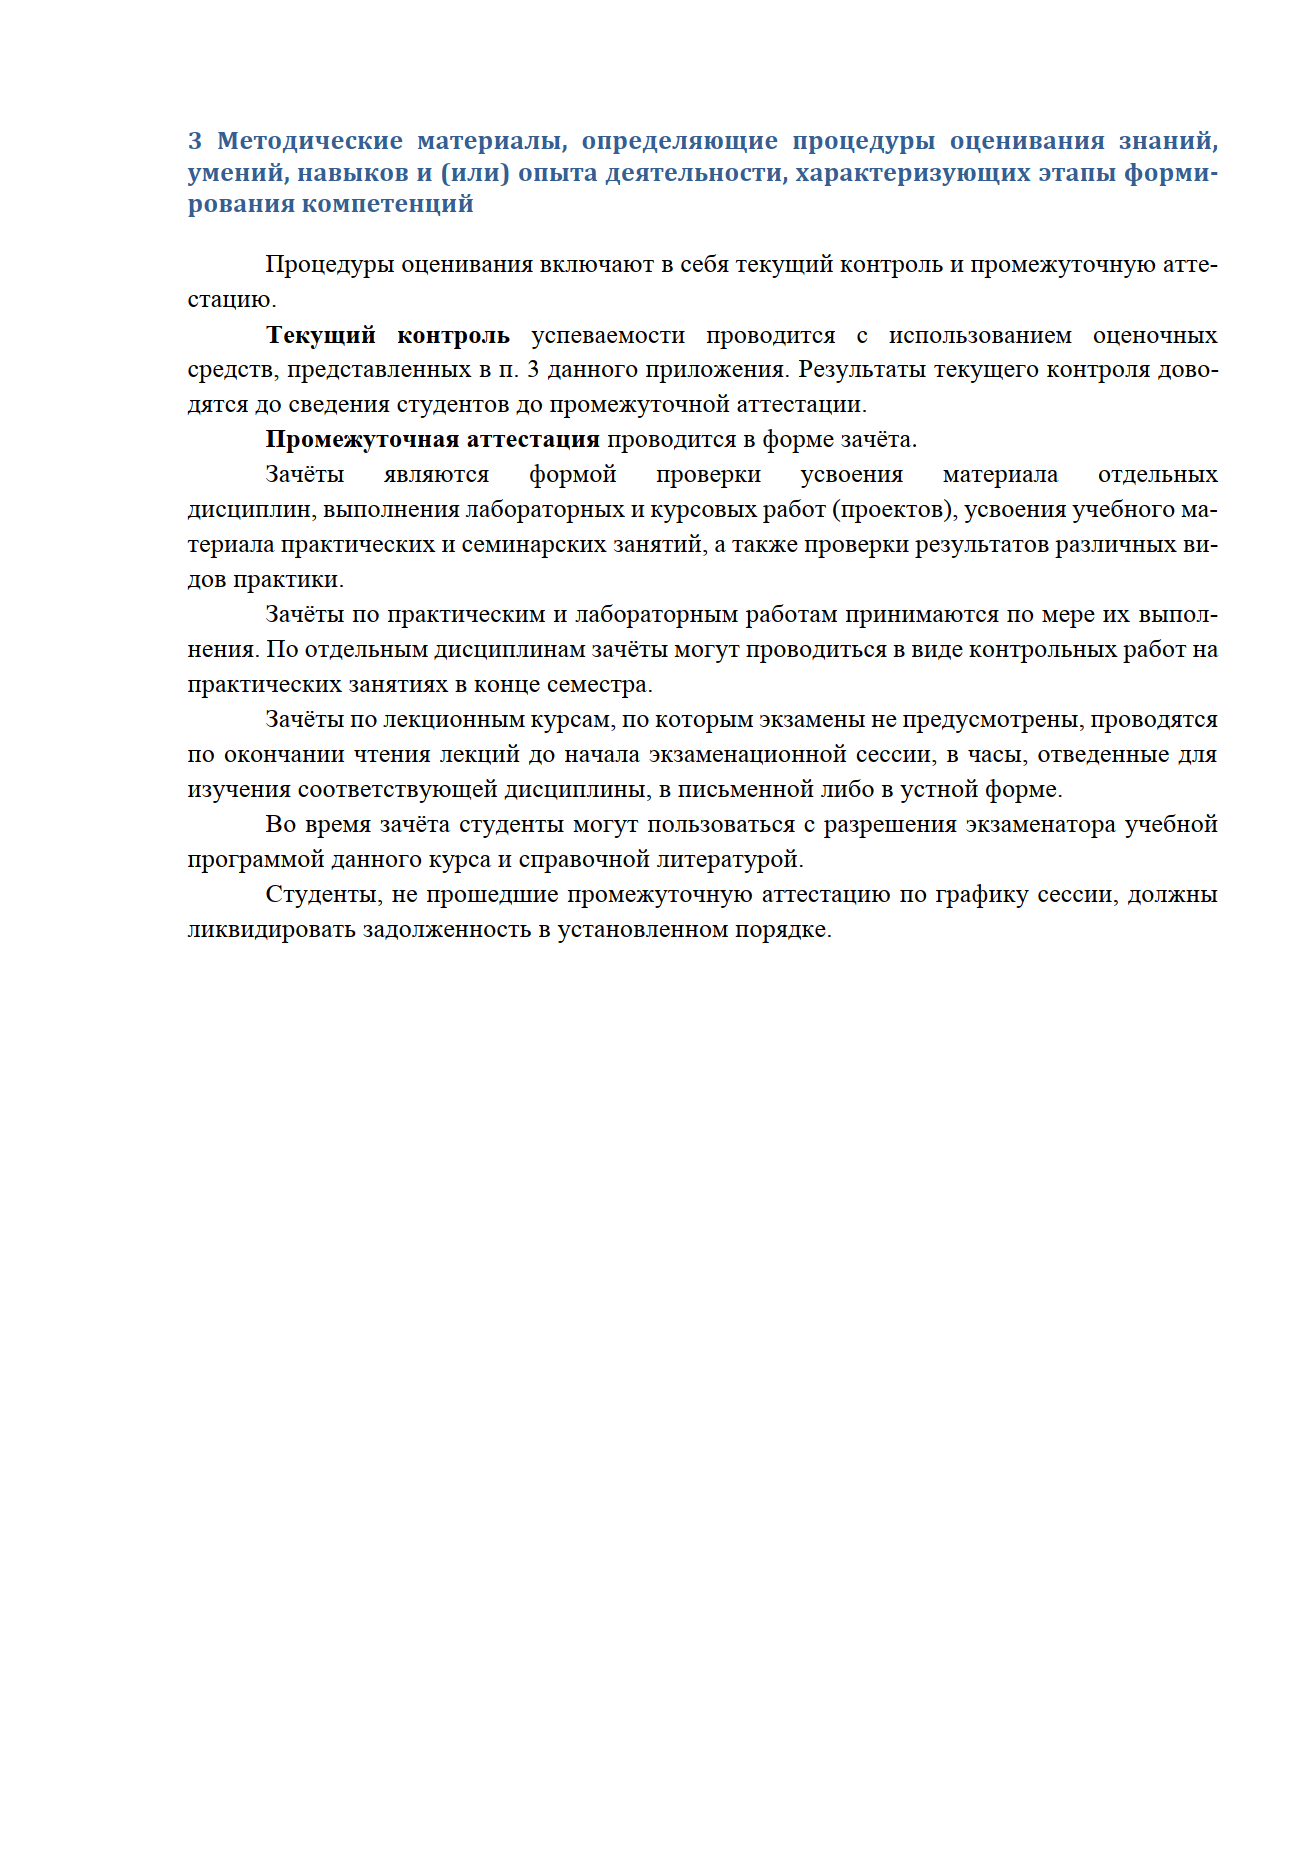 3 Методические материалы, определяющие процедуры оценивания знаний,
умений, навыков и (или) опыта деятельности, характеризующих этапы форми-
рования компетенций
Процедуры оценивания включают в себя текущий контроль и промежуточную атте-
стацию.
Текущий контроль успеваемости проводится с использованием оценочных
средств, представленных в п. 3 данного приложения. Результаты текущего контроля дово-
дятся до сведения студентов до промежуточной аттестации.
Промежуточная аттестация проводится в форме зачёта.
Зачёты являются формой проверки усвоения материала отдельных
дисциплин, выполнения лабораторных и курсовых работ (проектов), усвоения учебного ма-
териала практических и семинарских занятий, а также проверки результатов различных ви-
дов практики.
Зачёты по практическим и лабораторным работам принимаются по мере их выпол-
нения. По отдельным дисциплинам зачёты могут проводиться в виде контрольных работ на
практических занятиях в конце семестра.
Зачёты по лекционным курсам, по которым экзамены не предусмотрены, проводятся
по окончании чтения лекций до начала экзаменационной сессии, в часы, отведенные для
изучения соответствующей дисциплины, в письменной либо в устной форме.
Во время зачёта студенты могут пользоваться с разрешения экзаменатора учебной
программой данного курса и справочной литературой.
Студенты, не прошедшие промежуточную аттестацию по графику сессии, должны
ликвидировать задолженность в установленном порядке.